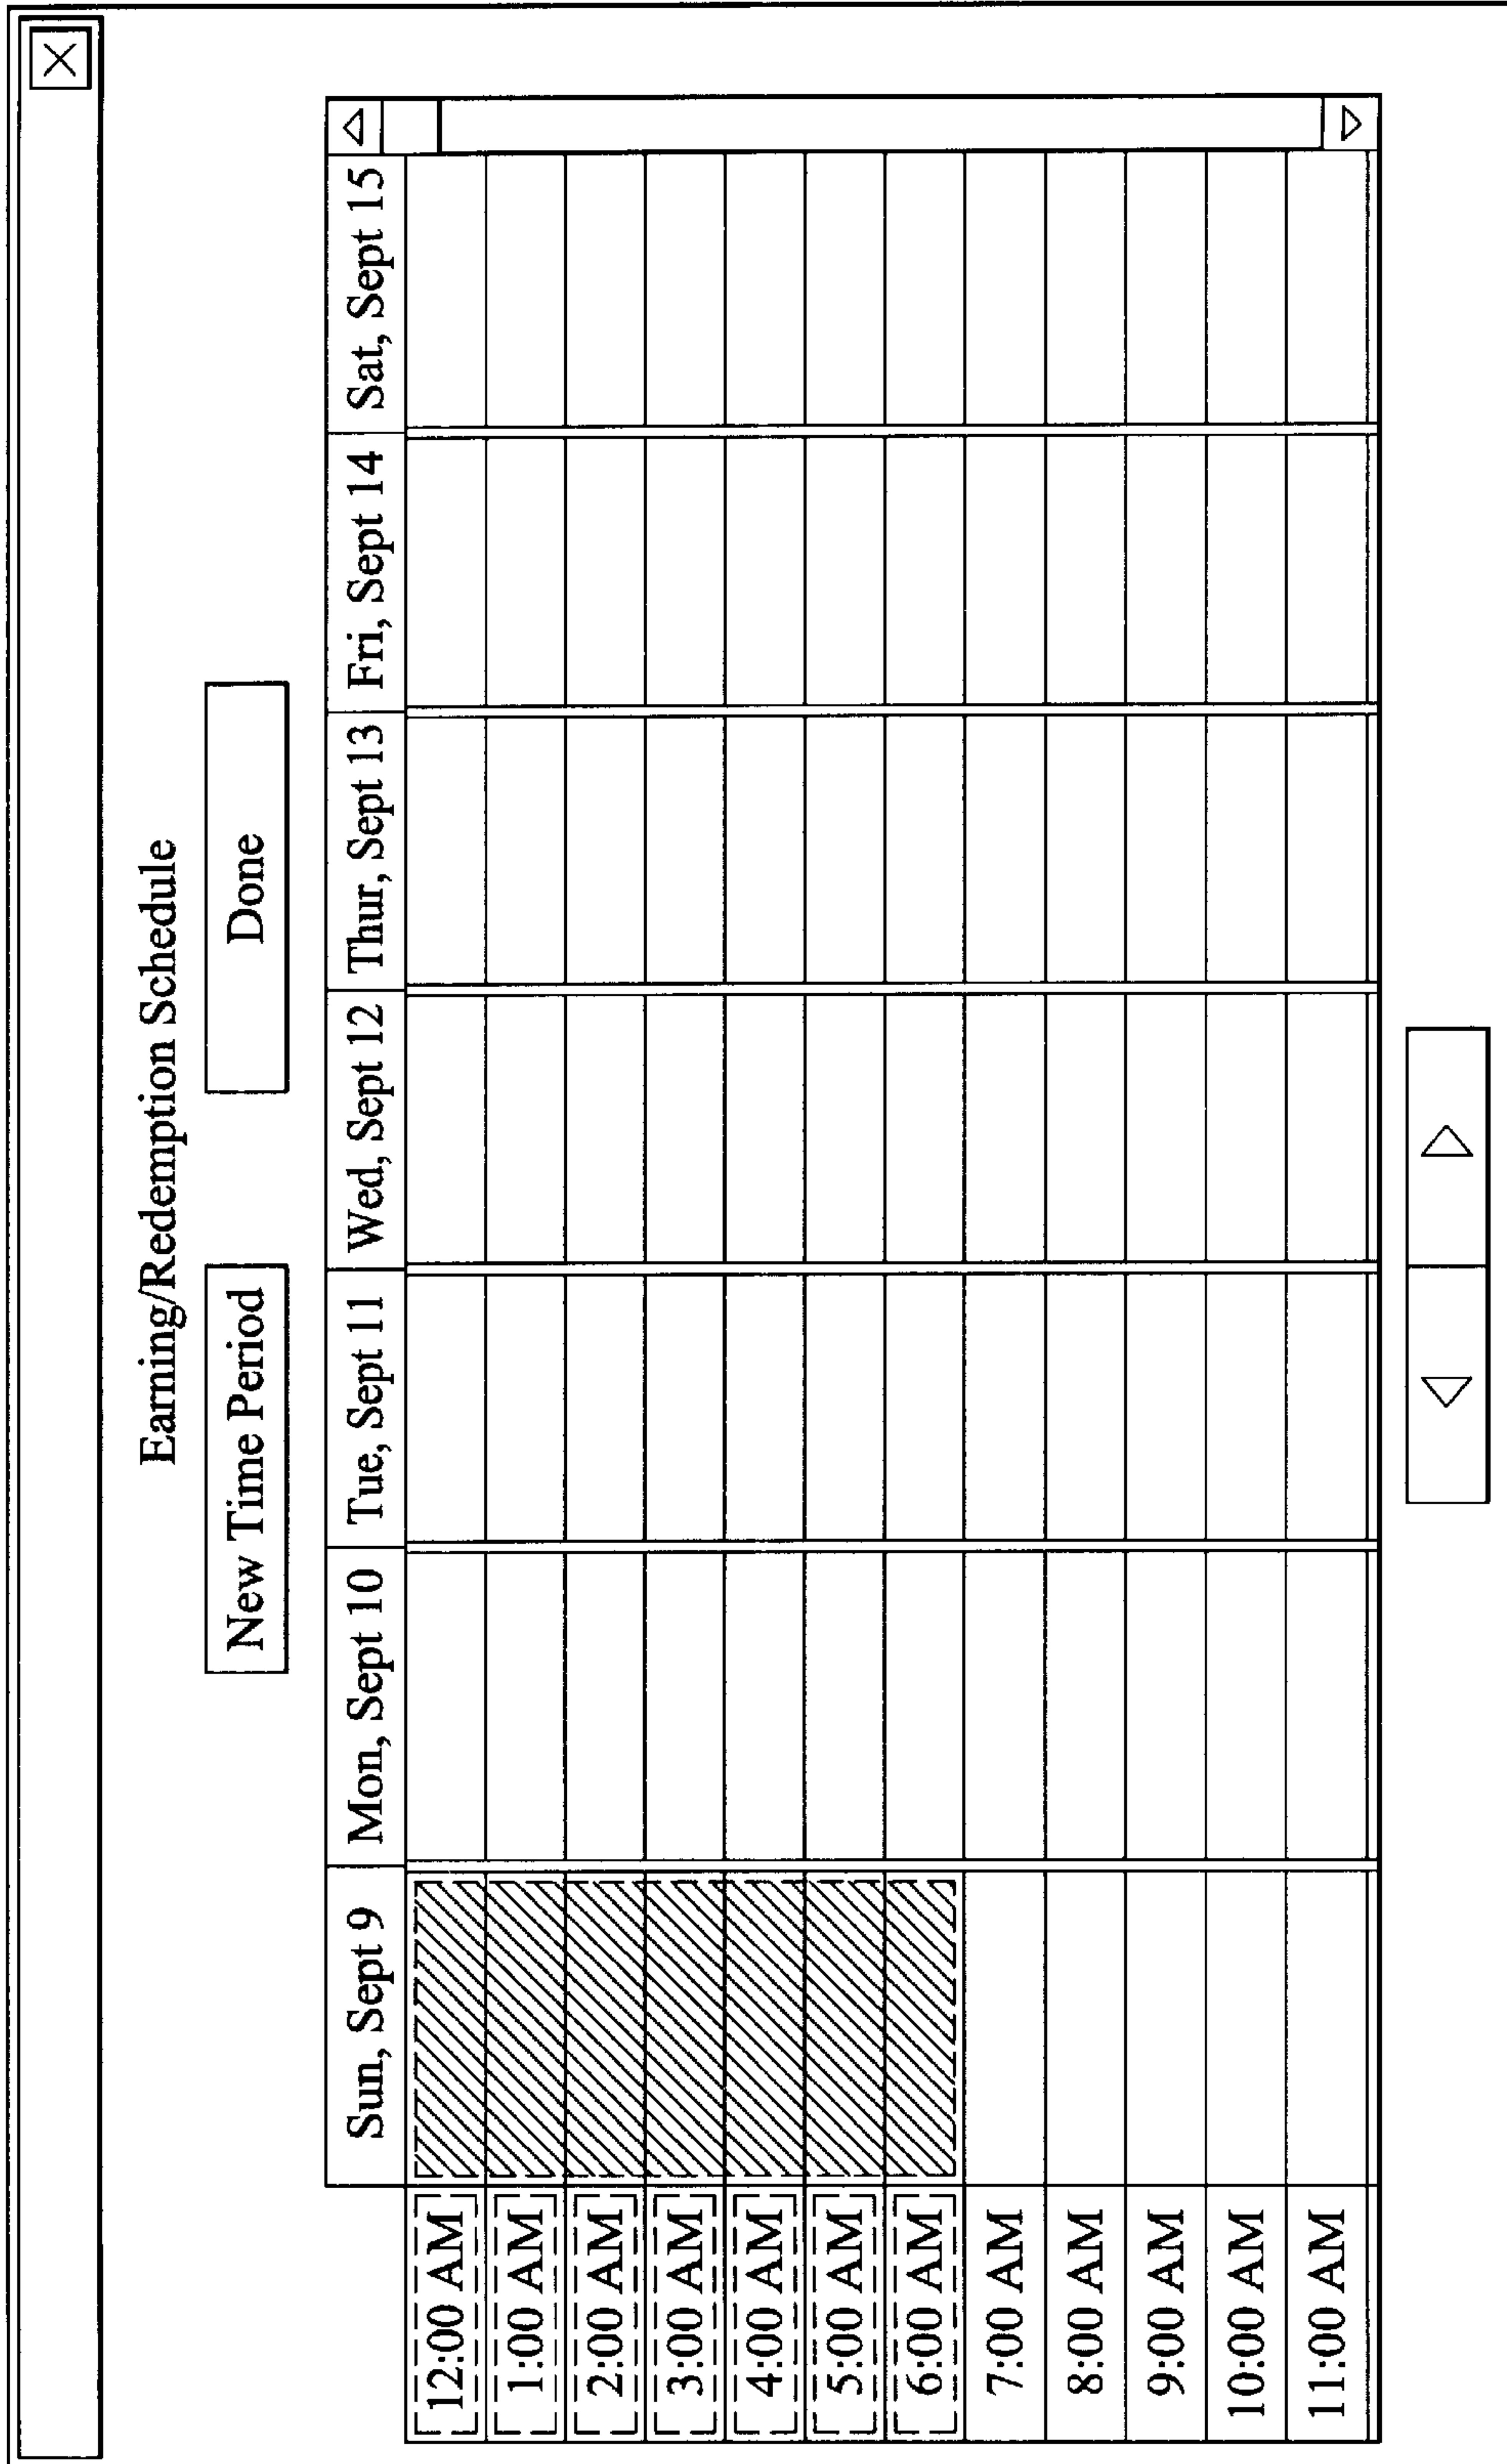 Earning/Redemption Schedule
New Time Period Done
Sun, Sept 9 Mon, Sept 10 Tue, Sept 11 Wed, Sept 12 Thur, Sept 13 Fri, Sept 14 Sat, Sept 15
12:00 AM
1:00 AM
2:00 AM
3:00 AM
4:00 AM
5:00 AM
6:00 AM
7:00 AM
8:00 AM
9:00 AM
10:00 AM
11:00 AM